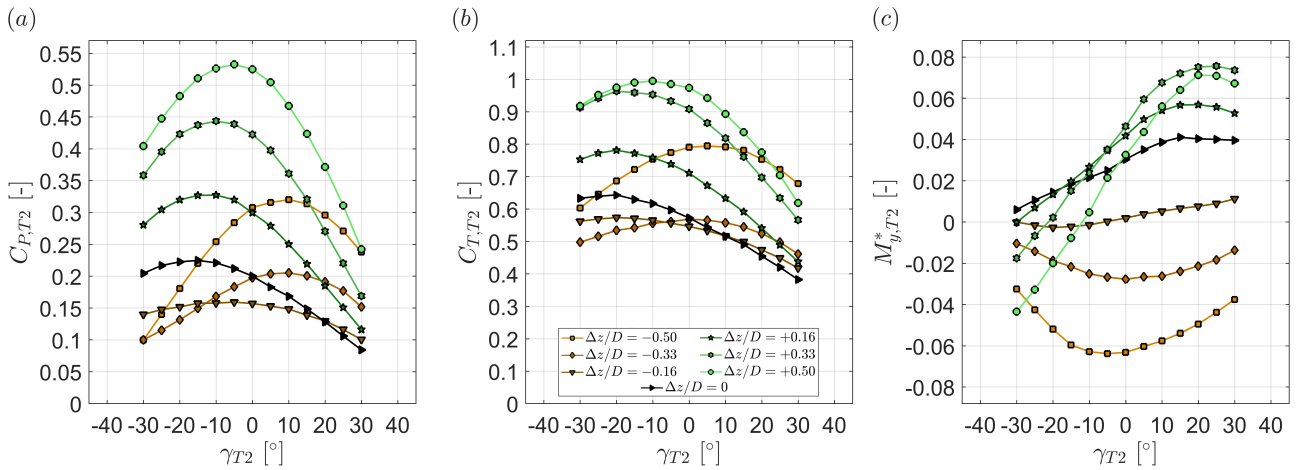 (a)
C_{P,T2} [-]
0.55
0.5
0.45
0.4
0.35
0.3
0.25
0.2
0.15
0.1
0.05
0
-40 -30 -20 -10 0 10 20 30 40
γ_{T2} [°]
(b)
C_{T,T2} [-]
1.1
1
0.9
0.8
0.7
0.6
0.5
0.4
0.3
0.2
0.1
0
Δz/D = −0.50
Δz/D = −0.33
Δz/D = −0.16
Δz/D = +0.16
Δz/D = +0.33
Δz/D = +0.50
Δz/D = 0
-40 -30 -20 -10 0 10 20 30 40
γ_{T2} [°]
(c)
M*_{y,T2} [-]
0.08
0.06
0.04
0.02
0
-0.02
-0.04
-0.06
-0.08
-40 -30 -20 -10 0 10 20 30 40
γ_{T2} [°]